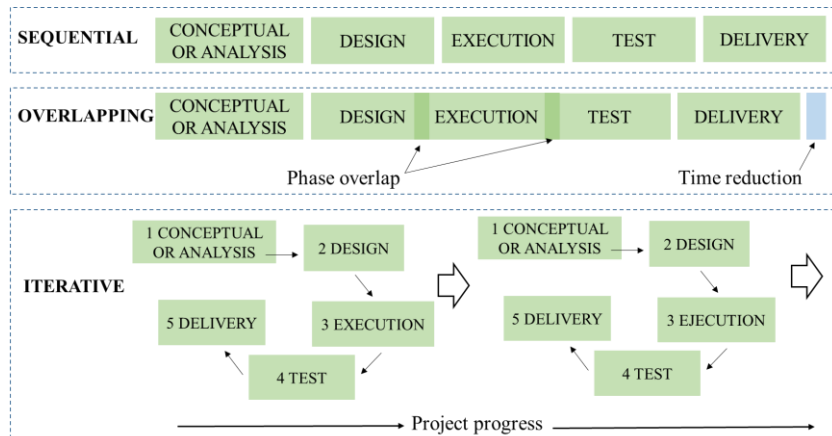 SEQUENTIAL
CONCEPTUAL
OR ANALYSIS
DESIGN
EXECUTION
TEST
DELIVERY
OVERLAPPING
CONCEPTUAL
OR ANALYSIS
DESIGN
EXECUTION
TEST
DELIVERY
Phase overlap
Time reduction
ITERATIVE
1 CONCEPTUAL
OR ANALYSIS
2 DESIGN
3 EXECUTION
4 TEST
5 DELIVERY
1 CONCEPTUAL
OR ANALYSIS
2 DESIGN
3 EJECUTION
4 TEST
5 DELIVERY
Project progress